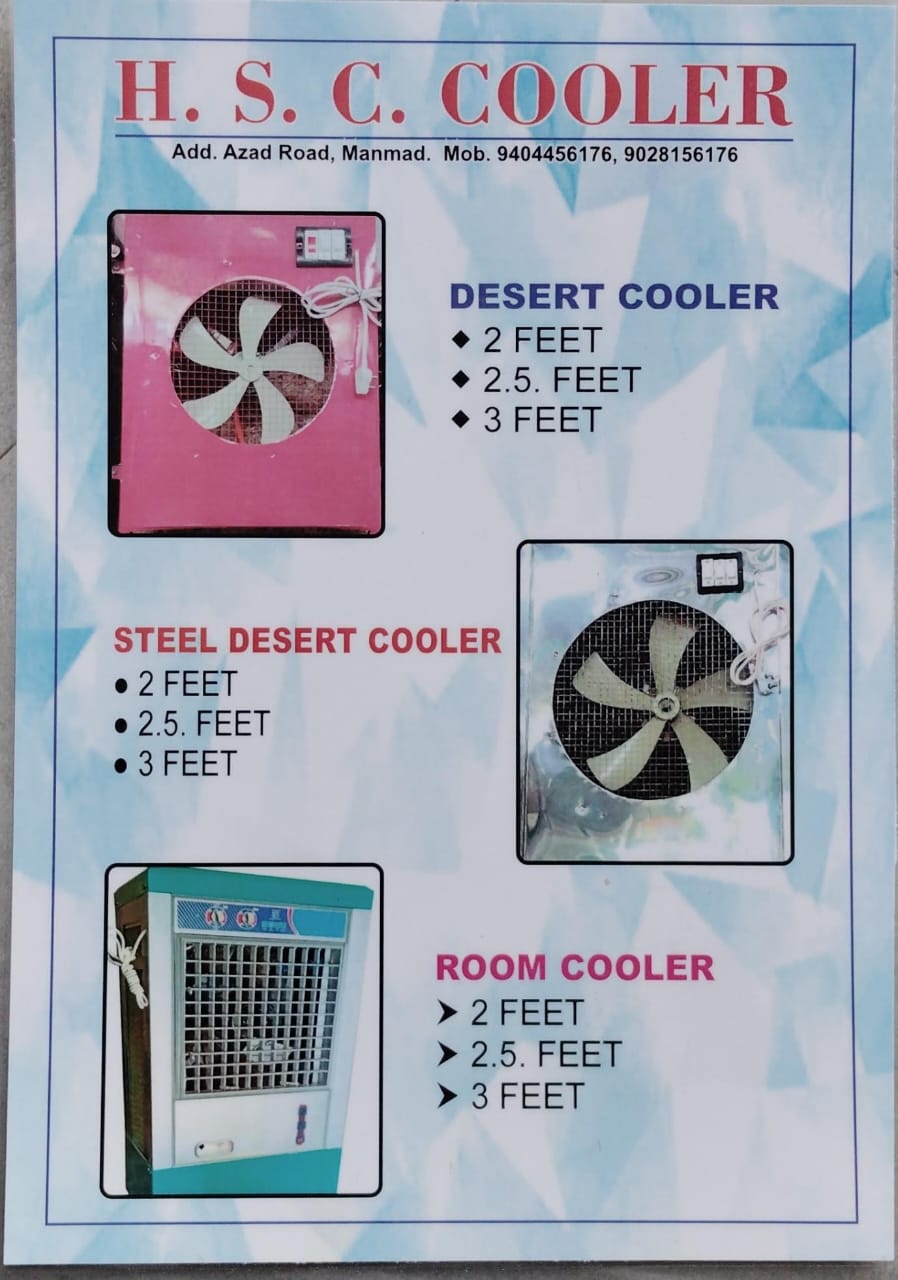 H. S. C. COOLER
Add. Azad Road, Manmad. Mob. 9404456176, 9028156176
DESERT COOLER
◆ 2 FEET
◆ 2.5. FEET
◆ 3 FEET
STEEL DESERT COOLER
● 2 FEET
● 2.5. FEET
● 3 FEET
ROOM COOLER
➤ 2 FEET
➤ 2.5. FEET
➤ 3 FEET